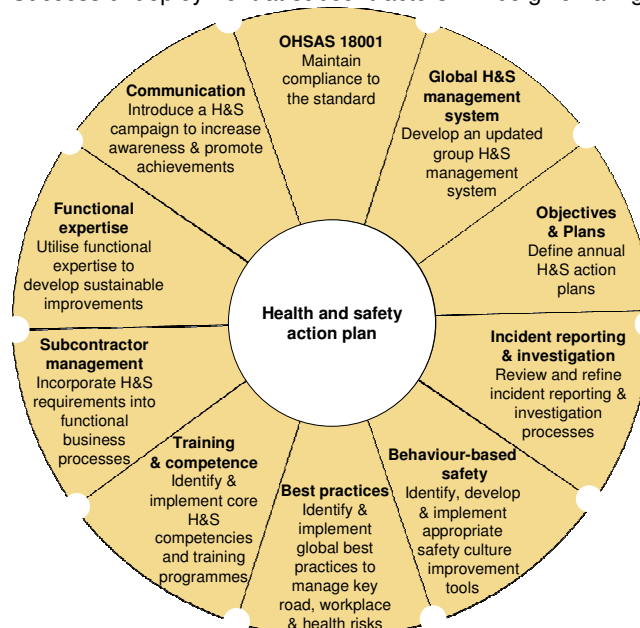 OHSAS 18001
Maintain
compliance to
the standard
Global H&S
management
system
Develop an updated
group H&S
management
system
Objectives
& Plans
Define annual
H&S action
plans
Incident reporting
& investigation
Review and refine
incident reporting &
investigation
processes
Behaviour-based
safety
Identify, develop
& implement
appropriate
safety culture
improvement
tools
Best practices
Identify &
implement
global best
practices to
manage key
road, workplace
& health risks
Training
& competence
Identify &
implement core
H&S
competencies
and training
programmes
Subcontractor
management
Incorporate H&S
requirements into
functional
business
processes
Functional
expertise
Utilise functional
expertise to
develop sustainable
improvements
Communication
Introduce a H&S
campaign to increase
awareness & promote
achievements
Health and safety
action plan